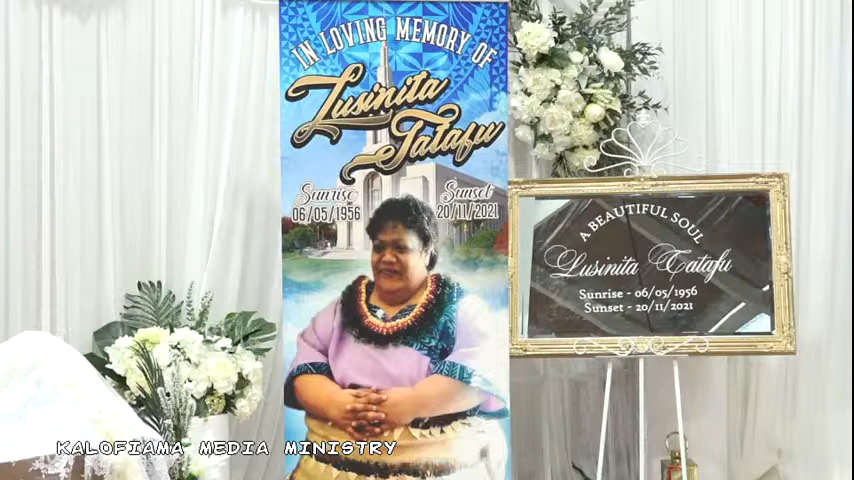 IN LOVING MEMORY OF
Lusinita
Tatafu
Sunrise
06/05/1956
Sunset
20/11/2021
A BEAUTIFUL SOUL
Lusinita Tatafu
Sunrise - 06/05/1956
Sunset - 20/11/2021
KALOFIAMA MEDIA MINISTRY